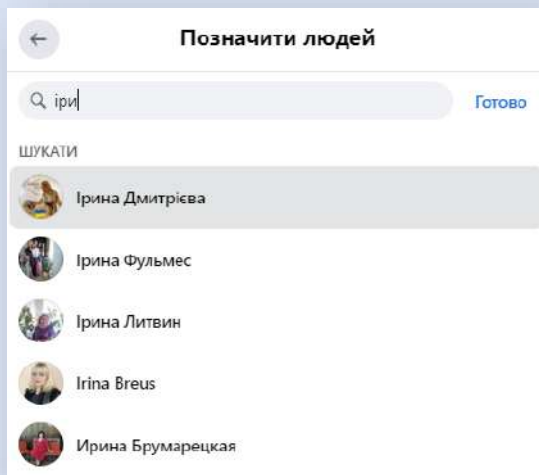 Позначити людей
іри
Готово
ШУКАТИ
Ірина Дмитрієва
Ірина Фульмес
Ірина Литвин
Irina Breus
Ирина Брумарецкая